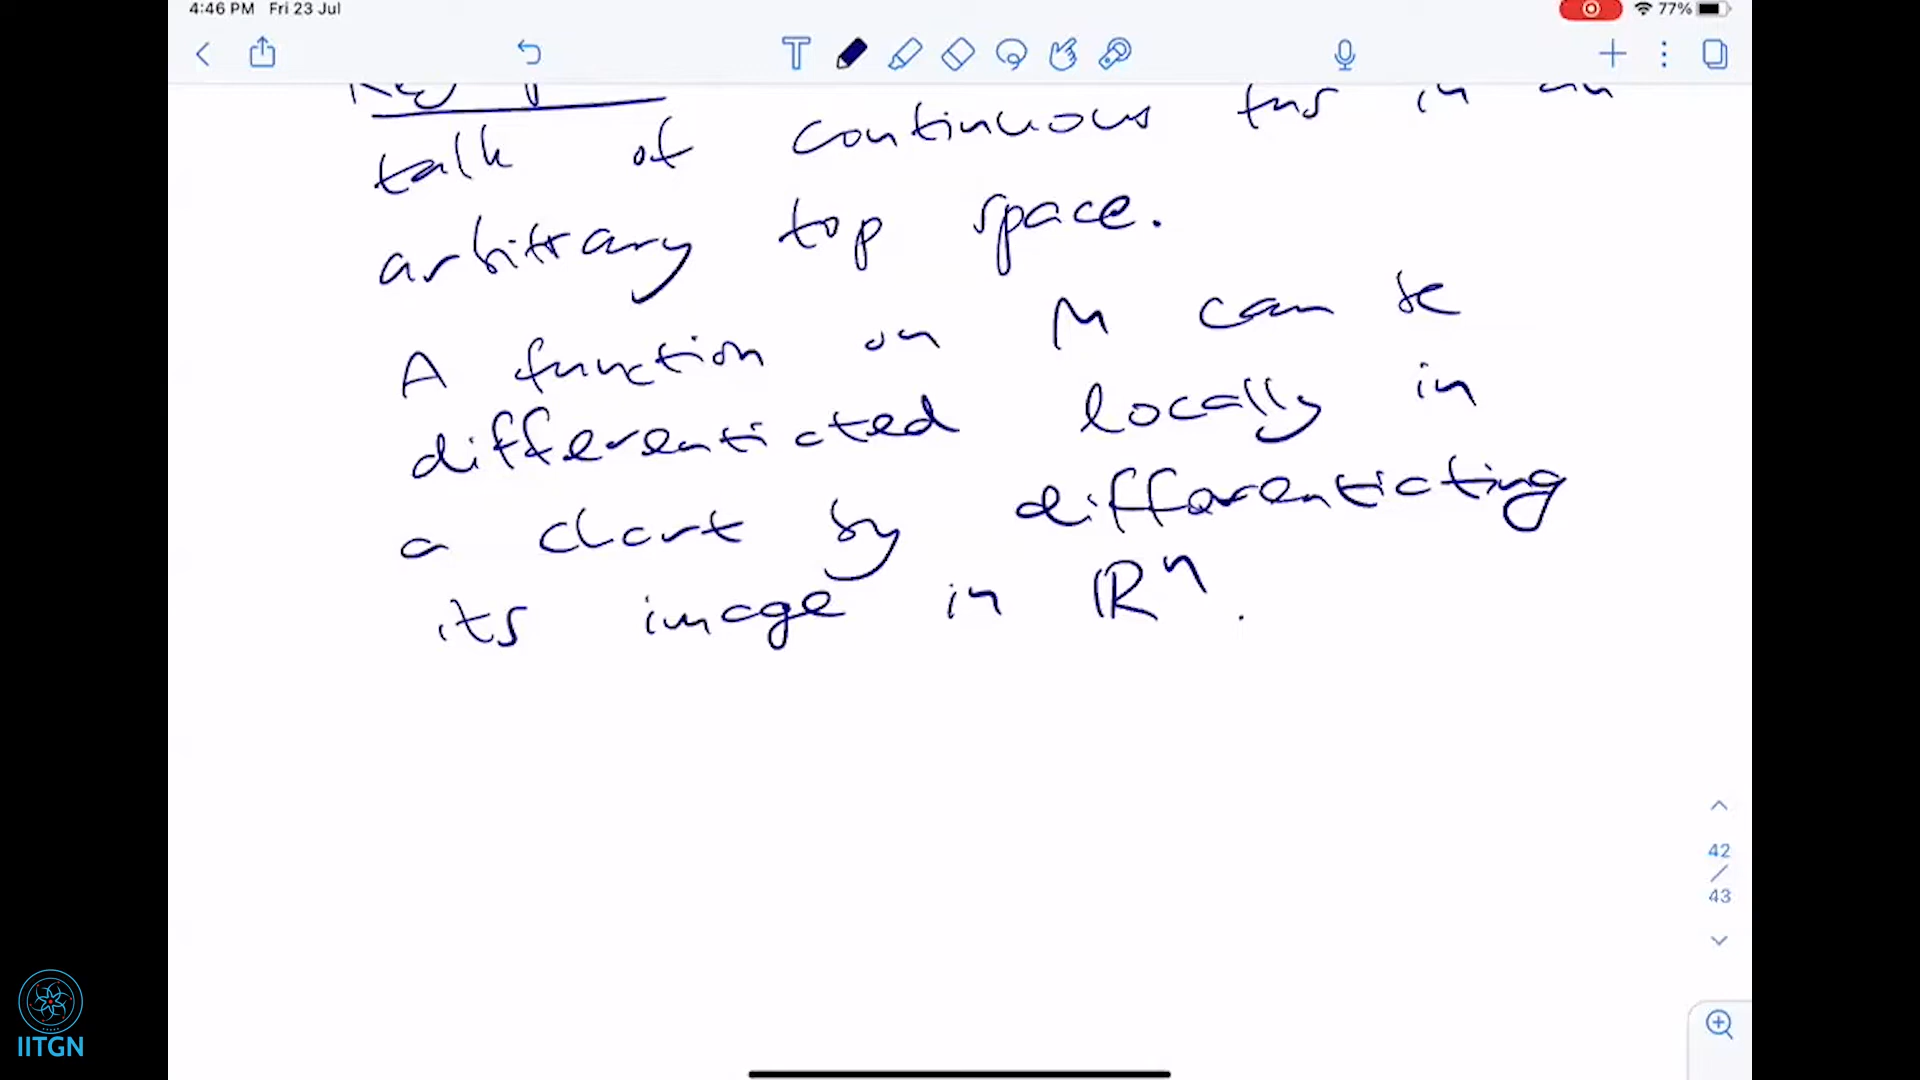 4:46 PM Fri 23 Jul 77%
talk of continuous fns in an
arbitrary top space.
A function on M can be
differentiated locally in
a chart by differentiating
its image in ℝⁿ.
42
/
43
IITGN